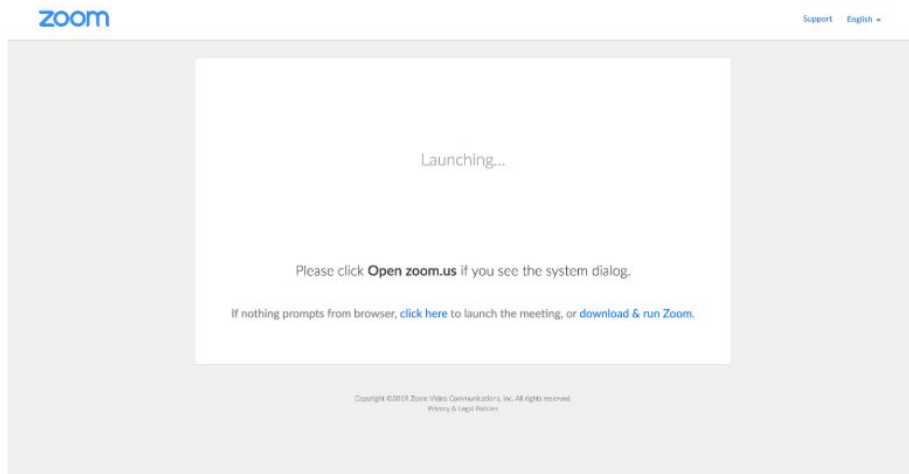 zoom
Support English
Launching...
Please click Open zoom.us if you see the system dialog.
If nothing prompts from browser, click here to launch the meeting, or download & run Zoom.
Copyright ©2019 Zoom Video Communications, Inc. All rights reserved.
Privacy & Legal Policies